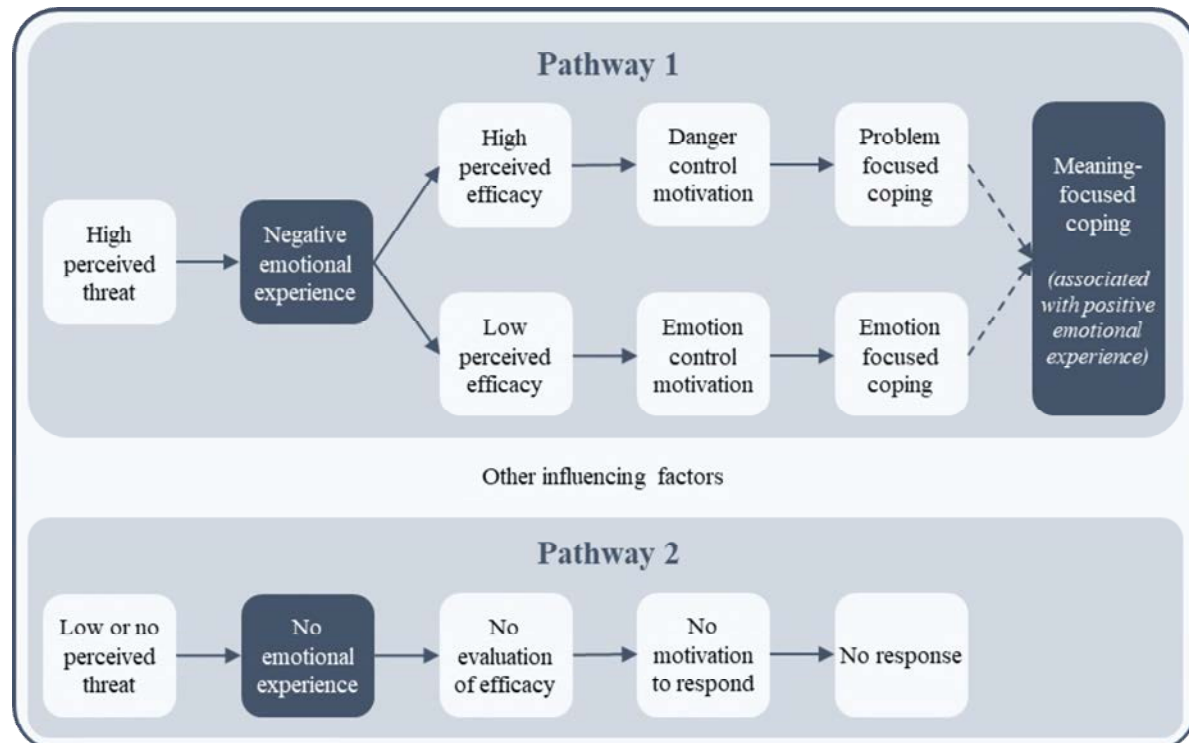 Pathway 1
High
perceived
threat
Negative
emotional
experience
High
perceived
efficacy
Danger
control
motivation
Problem
focused
coping
Low
perceived
efficacy
Emotion
control
motivation
Emotion
focused
coping
Meaning-
focused
coping
(associated
with positive
emotional
experience)
Other influencing factors
Pathway 2
Low or no
perceived
threat
No
emotional
experience
No
evaluation
of efficacy
No
motivation
to respond
No response